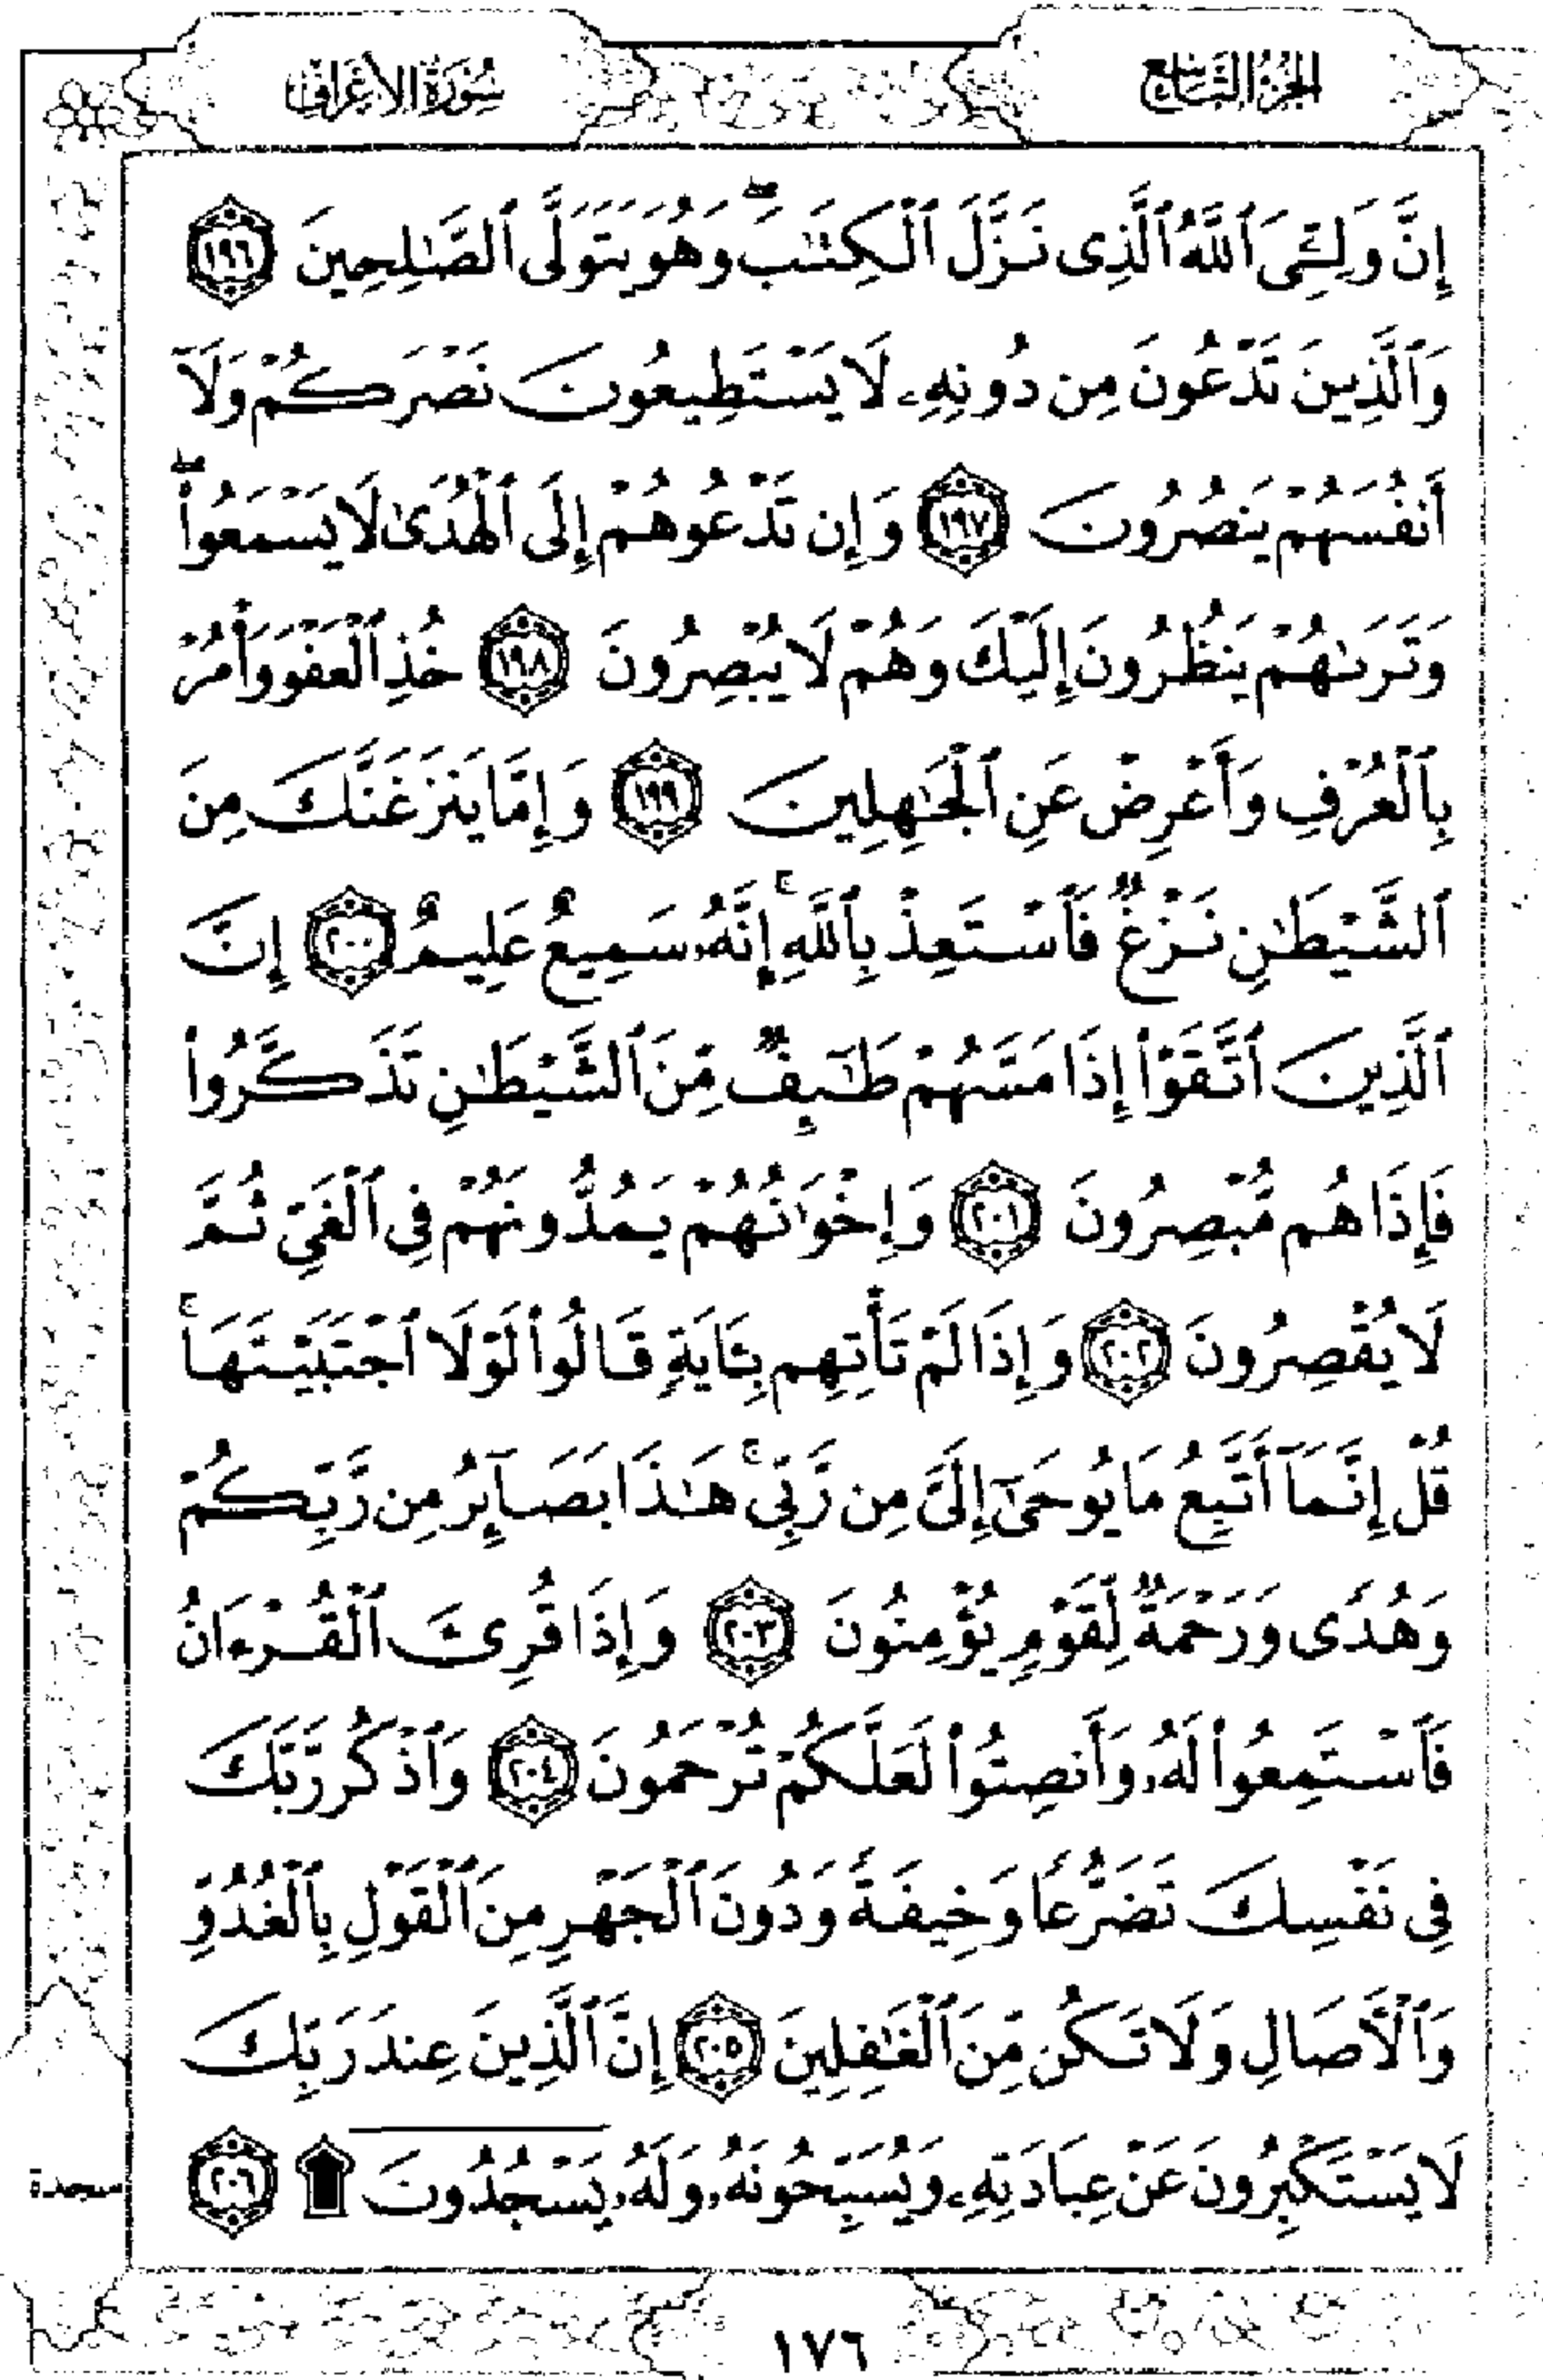 الجزء التاسع
سورة الأعراف
إِنَّ وَلِـِّۧىَ ٱللَّهُ ٱلَّذِى نَزَّلَ ٱلْكِتَـٰبَ ۖ وَهُوَ يَتَوَلَّى ٱلصَّـٰلِحِينَ ١٩٦
وَٱلَّذِينَ تَدْعُونَ مِن دُونِهِۦ لَا يَسْتَطِيعُونَ نَصْرَكُمْ وَلَآ
أَنفُسَهُمْ يَنصُرُونَ ١٩٧ وَإِن تَدْعُوهُمْ إِلَى ٱلْهُدَىٰ لَا يَسْمَعُوا۟ ۖ
وَتَرَىٰهُمْ يَنظُرُونَ إِلَيْكَ وَهُمْ لَا يُبْصِرُونَ ١٩٨ خُذِ ٱلْعَفْوَ وَأْمُرْ
بِٱلْعُرْفِ وَأَعْرِضْ عَنِ ٱلْجَـٰهِلِينَ ١٩٩ وَإِمَّا يَنزَغَنَّكَ مِنَ
ٱلشَّيْطَـٰنِ نَزْغٌ فَٱسْتَعِذْ بِٱللَّهِ ۚ إِنَّهُۥ سَمِيعٌ عَلِيمٌ ٢٠٠ إِنَّ
ٱلَّذِينَ ٱتَّقَوْا۟ إِذَا مَسَّهُمْ طَـٰٓئِفٌ مِّنَ ٱلشَّيْطَـٰنِ تَذَكَّرُوا۟
فَإِذَا هُم مُّبْصِرُونَ ٢٠١ وَإِخْوَٰنُهُمْ يَمُدُّونَهُمْ فِى ٱلْغَىِّ ثُمَّ
لَا يُقْصِرُونَ ٢٠٢ وَإِذَا لَمْ تَأْتِهِم بِـَٔايَةٍ قَالُوا۟ لَوْلَا ٱجْتَبَيْتَهَا ۚ
قُلْ إِنَّمَآ أَتَّبِعُ مَا يُوحَىٰٓ إِلَىَّ مِن رَّبِّى ۚ هَـٰذَا بَصَآئِرُ مِن رَّبِّكُمْ
وَهُدًى وَرَحْمَةٌ لِّقَوْمٍ يُؤْمِنُونَ ٢٠٣ وَإِذَا قُرِئَ ٱلْقُرْءَانُ
فَٱسْتَمِعُوا۟ لَهُۥ وَأَنصِتُوا۟ لَعَلَّكُمْ تُرْحَمُونَ ٢٠٤ وَٱذْكُر رَّبَّكَ
فِى نَفْسِكَ تَضَرُّعًا وَخِيفَةً وَدُونَ ٱلْجَهْرِ مِنَ ٱلْقَوْلِ بِٱلْغُدُوِّ
وَٱلْـَٔاصَالِ وَلَا تَكُن مِّنَ ٱلْغَـٰفِلِينَ ٢٠٥ إِنَّ ٱلَّذِينَ عِندَ رَبِّكَ
لَا يَسْتَكْبِرُونَ عَنْ عِبَادَتِهِۦ وَيُسَبِّحُونَهُۥ وَلَهُۥ يَسْجُدُونَ ۩ ٢٠٦
سجدة
١٧٦